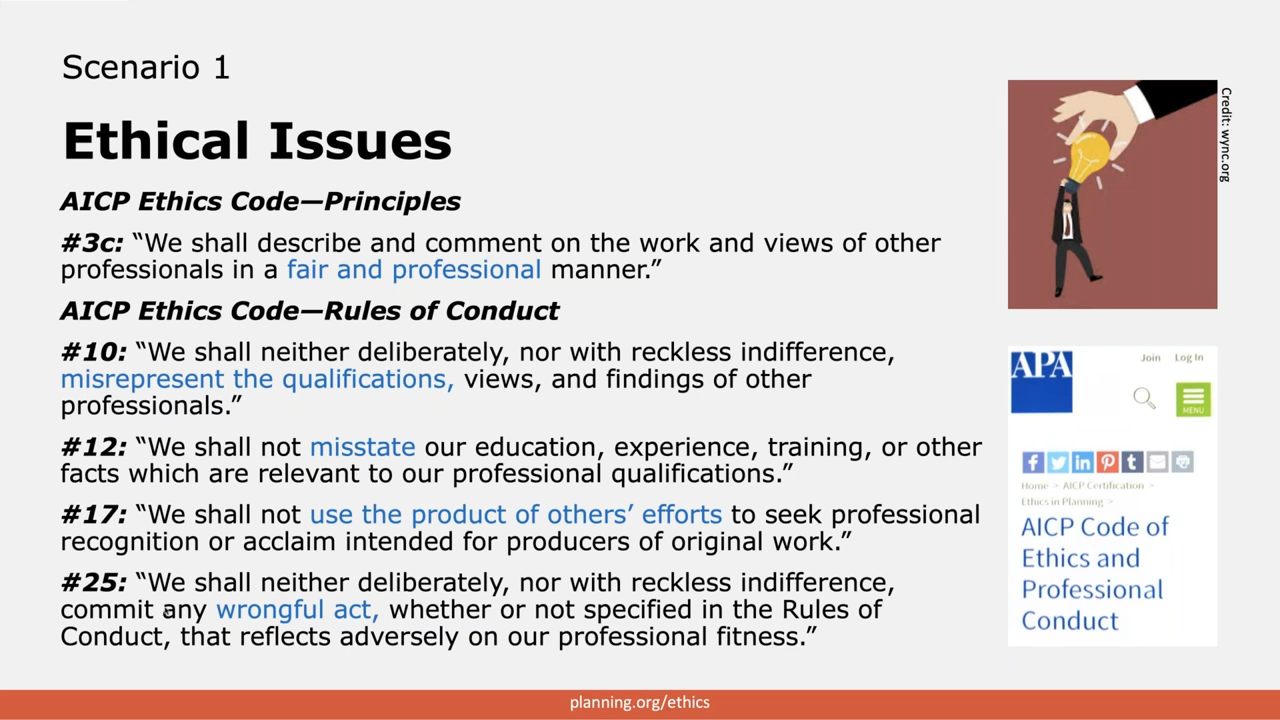 Scenario 1
Ethical Issues
AICP Ethics Code—Principles
#3c: “We shall describe and comment on the work and views of other
professionals in a fair and professional manner.”
AICP Ethics Code—Rules of Conduct
#10: “We shall neither deliberately, nor with reckless indifference,
misrepresent the qualifications, views, and findings of other
professionals.”
#12: “We shall not misstate our education, experience, training, or other
facts which are relevant to our professional qualifications.”
#17: “We shall not use the product of others’ efforts to seek professional
recognition or acclaim intended for producers of original work.”
#25: “We shall neither deliberately, nor with reckless indifference,
commit any wrongful act, whether or not specified in the Rules of
Conduct, that reflects adversely on our professional fitness.”
Credit: wync.org
APA
Join Log In
MENU
Home > AICP Certification >
Ethics in Planning >
AICP Code of
Ethics and
Professional
Conduct
planning.org/ethics